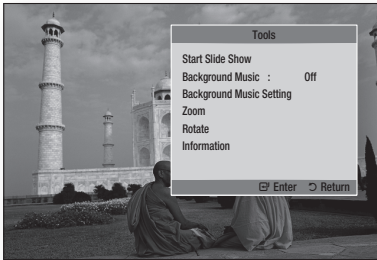 Tools
Start Slide Show
Background Music : Off
Background Music Setting
Zoom
Rotate
Information
Enter Return